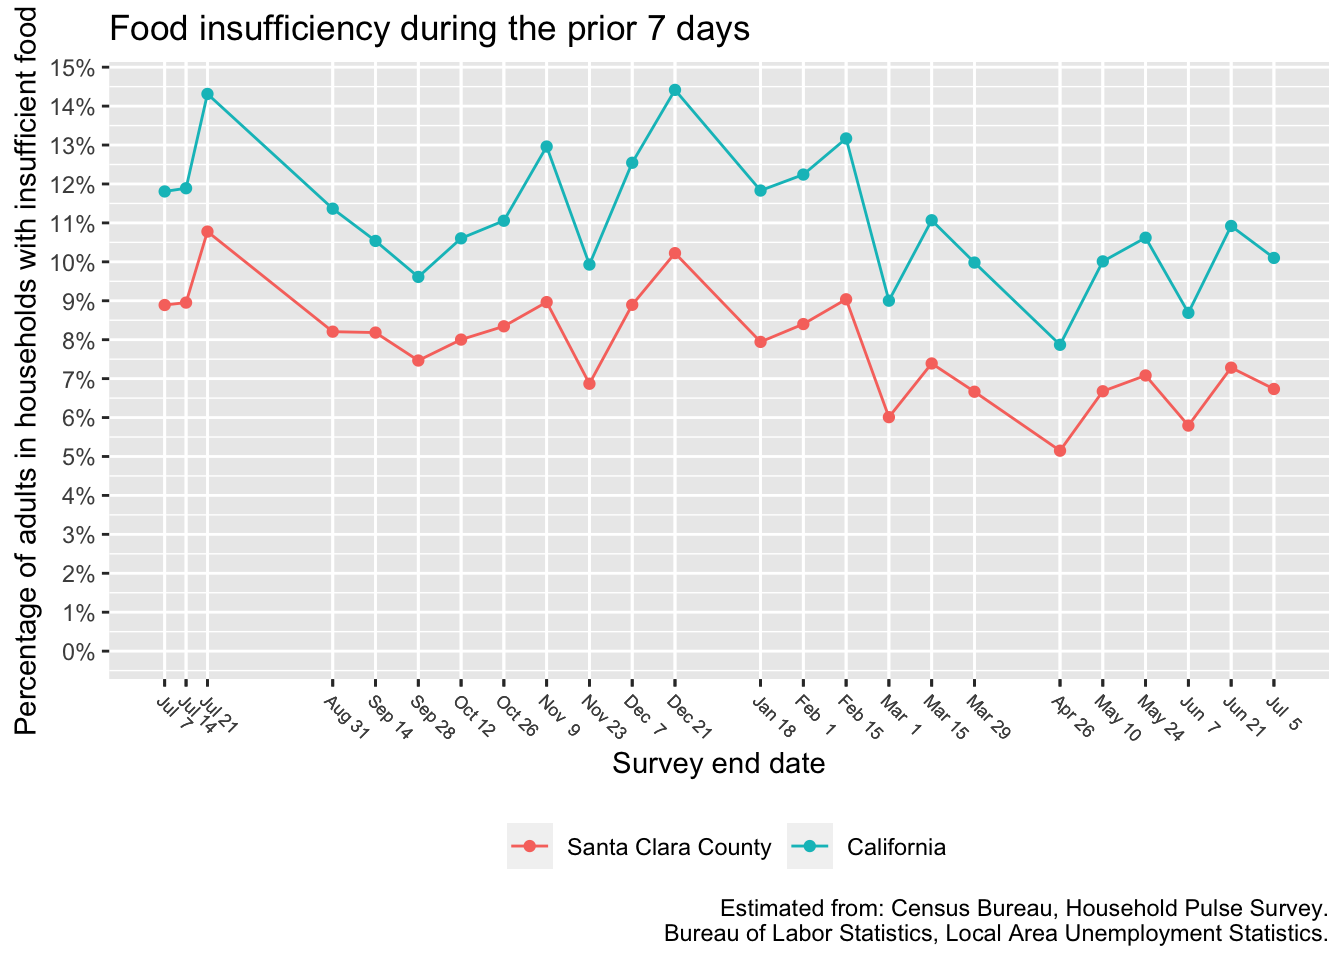 Food insufficiency during the prior 7 days
Percentage of adults in households with insufficient food
15%
14%
13%
12%
11%
10%
9%
8%
7%
6%
5%
4%
3%
2%
1%
0%
Jul 7
Jul 14
Jul 21
Aug 31
Sep 14
Sep 28
Oct 12
Oct 26
Nov 9
Nov 23
Dec 7
Dec 21
Jan 18
Feb 1
Feb 15
Mar 1
Mar 15
Mar 29
Apr 26
May 10
May 24
Jun 7
Jun 21
Jul 5
Survey end date
Santa Clara County
California
Estimated from: Census Bureau, Household Pulse Survey.
Bureau of Labor Statistics, Local Area Unemployment Statistics.